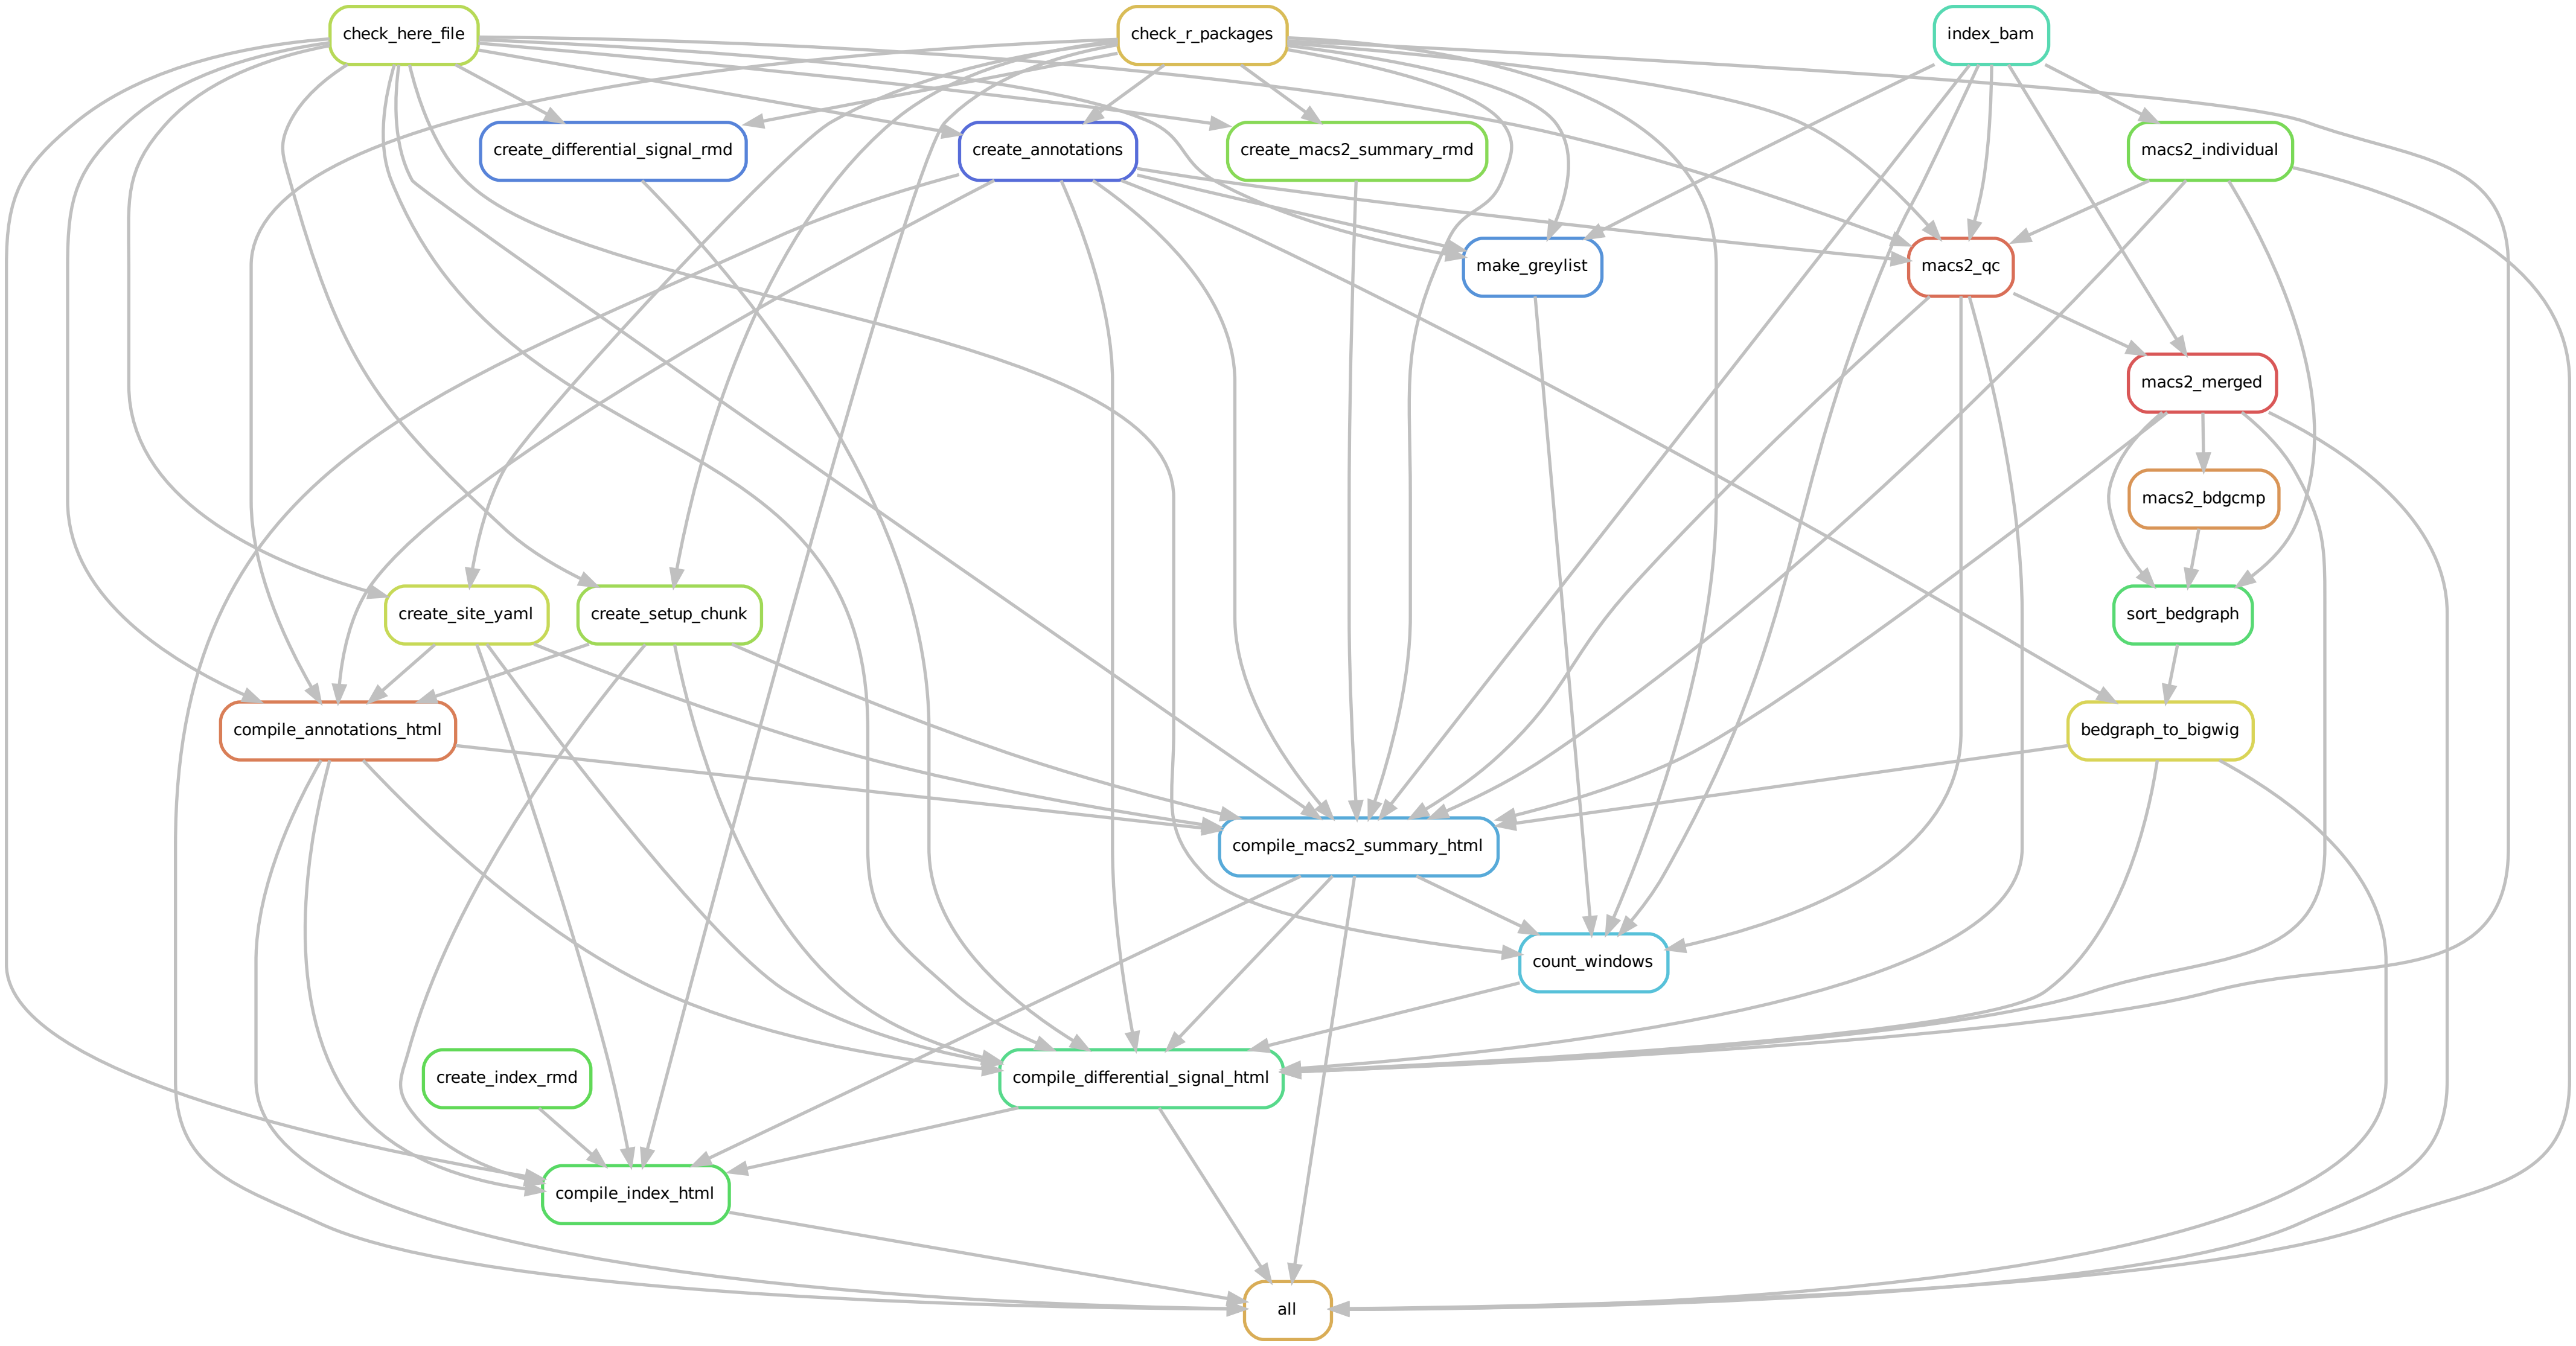 check_here_file
check_r_packages
index_bam
create_differential_signal_rmd
create_annotations
create_macs2_summary_rmd
macs2_individual
make_greylist
macs2_qc
macs2_merged
macs2_bdgcmp
create_site_yaml
create_setup_chunk
sort_bedgraph
compile_annotations_html
bedgraph_to_bigwig
compile_macs2_summary_html
count_windows
create_index_rmd
compile_differential_signal_html
compile_index_html
all